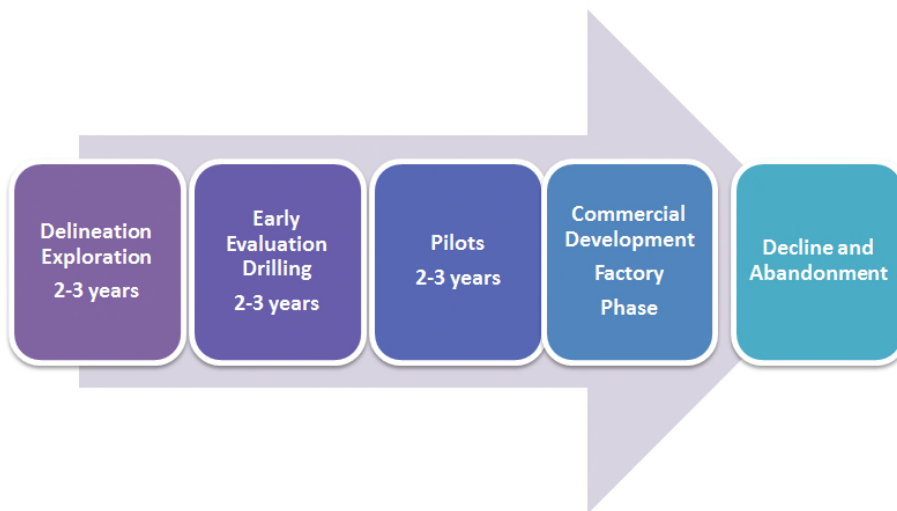 Delineation
Exploration
2-3 years
Early
Evaluation
Drilling
2-3 years
Pilots
2-3 years
Commercial
Development
Factory
Phase
Decline and
Abandonment